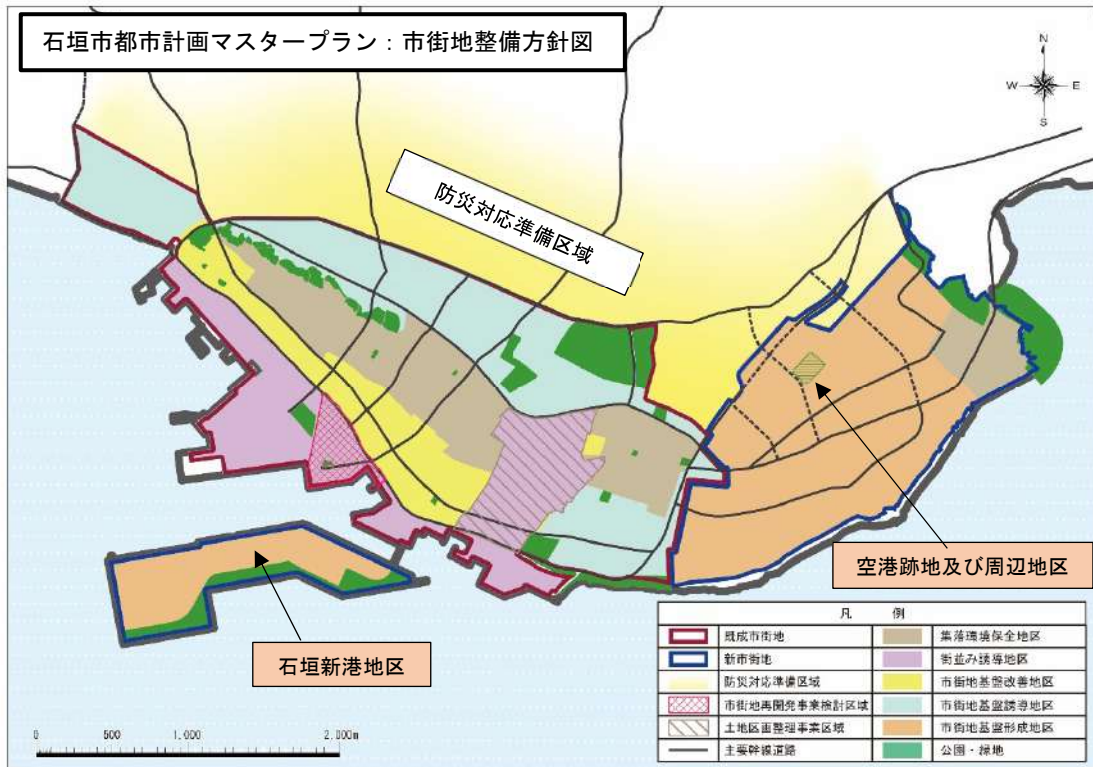 石垣市都市計画マスタープラン：市街地整備方針図
N
W
E
S
防災対応準備区域
空港跡地及び周辺地区
石垣新港地区
凡 例
既成市街地
集落環境保全地区
新市街地
街並み誘導地区
防災対応準備区域
市街地基盤改善地区
市街地再開発事業検討区域
市街地基盤誘導地区
土地区画整理事業区域
市街地基盤形成地区
主要幹線道路
公園・緑地
0 500 1,000 2,000m